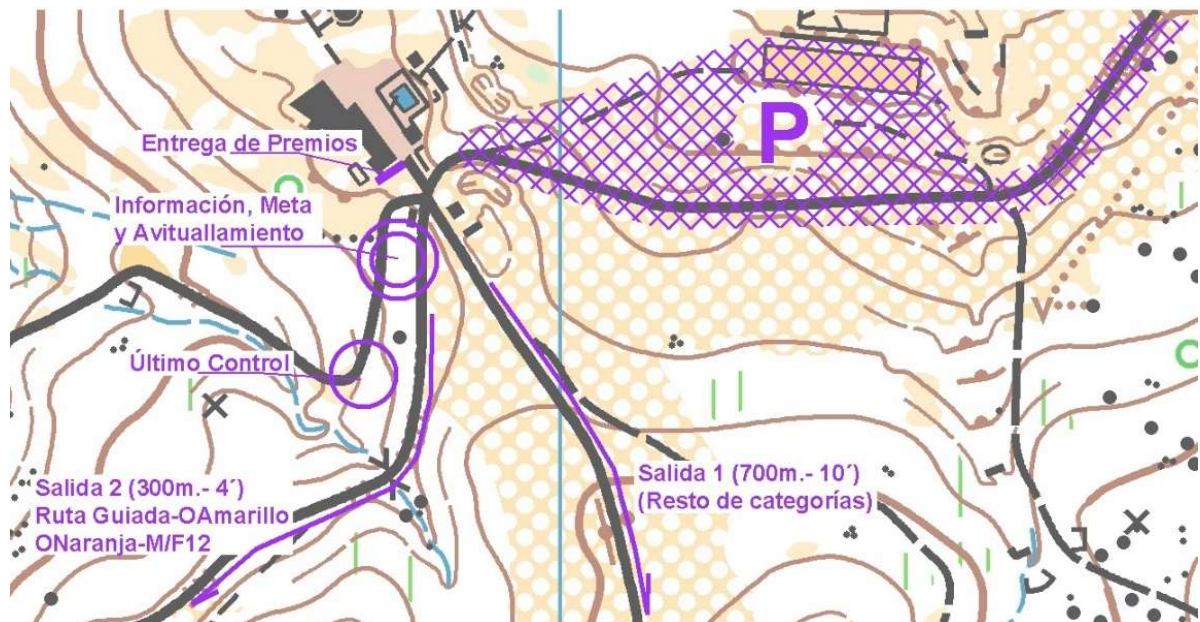 P
Entrega de Premios
Información, Meta
y Avituallamiento
Último Control
Salida 2 (300m.- 4´)
Ruta Guiada-OAmarillo
ONaranja-M/F12
Salida 1 (700m.- 10´)
(Resto de categorías)